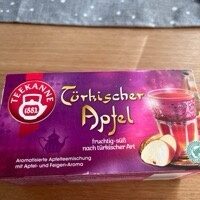 TEEKANNE
1882
Türkischer
Apfel
fruchtig-süß
nach türkischer Art
Aromatisierte Apfelteemischung
mit Apfel- und Feigen-Aroma